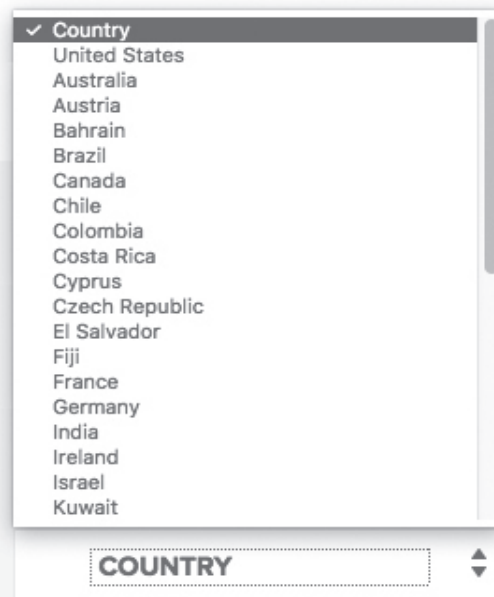 ✓ Country
United States
Australia
Austria
Bahrain
Brazil
Canada
Chile
Colombia
Costa Rica
Cyprus
Czech Republic
El Salvador
Fiji
France
Germany
India
Ireland
Israel
Kuwait
COUNTRY